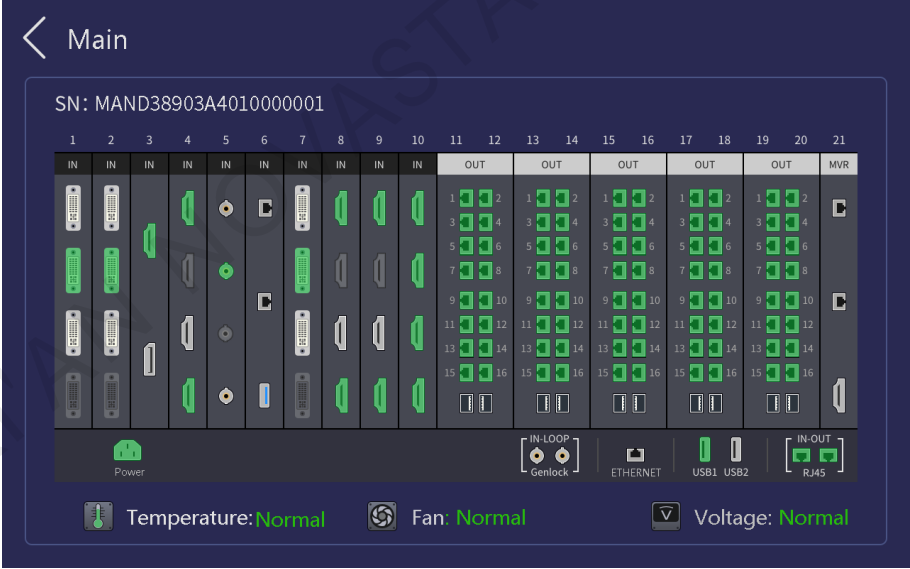 Main
SN: MAND38903A4010000001
1 2 3 4 5 6 7 8 9 10 11 12 13 14 15 16 17 18 19 20 21
IN IN IN IN IN IN IN IN IN IN OUT OUT OUT OUT OUT MVR
1 2 1 2 1 2 1 2 1 2
3 4 3 4 3 4 3 4 3 4
5 6 5 6 5 6 5 6 5 6
7 8 7 8 7 8 7 8 7 8
9 10 9 10 9 10 9 10 9 10
11 12 11 12 11 12 11 12 11 12
13 14 13 14 13 14 13 14 13 14
15 16 15 16 15 16 15 16 15 16
IN-LOOP IN-OUT
Power Genlock ETHERNET USB1 USB2 RJ45
Temperature:Normal Fan: Normal Voltage: Normal